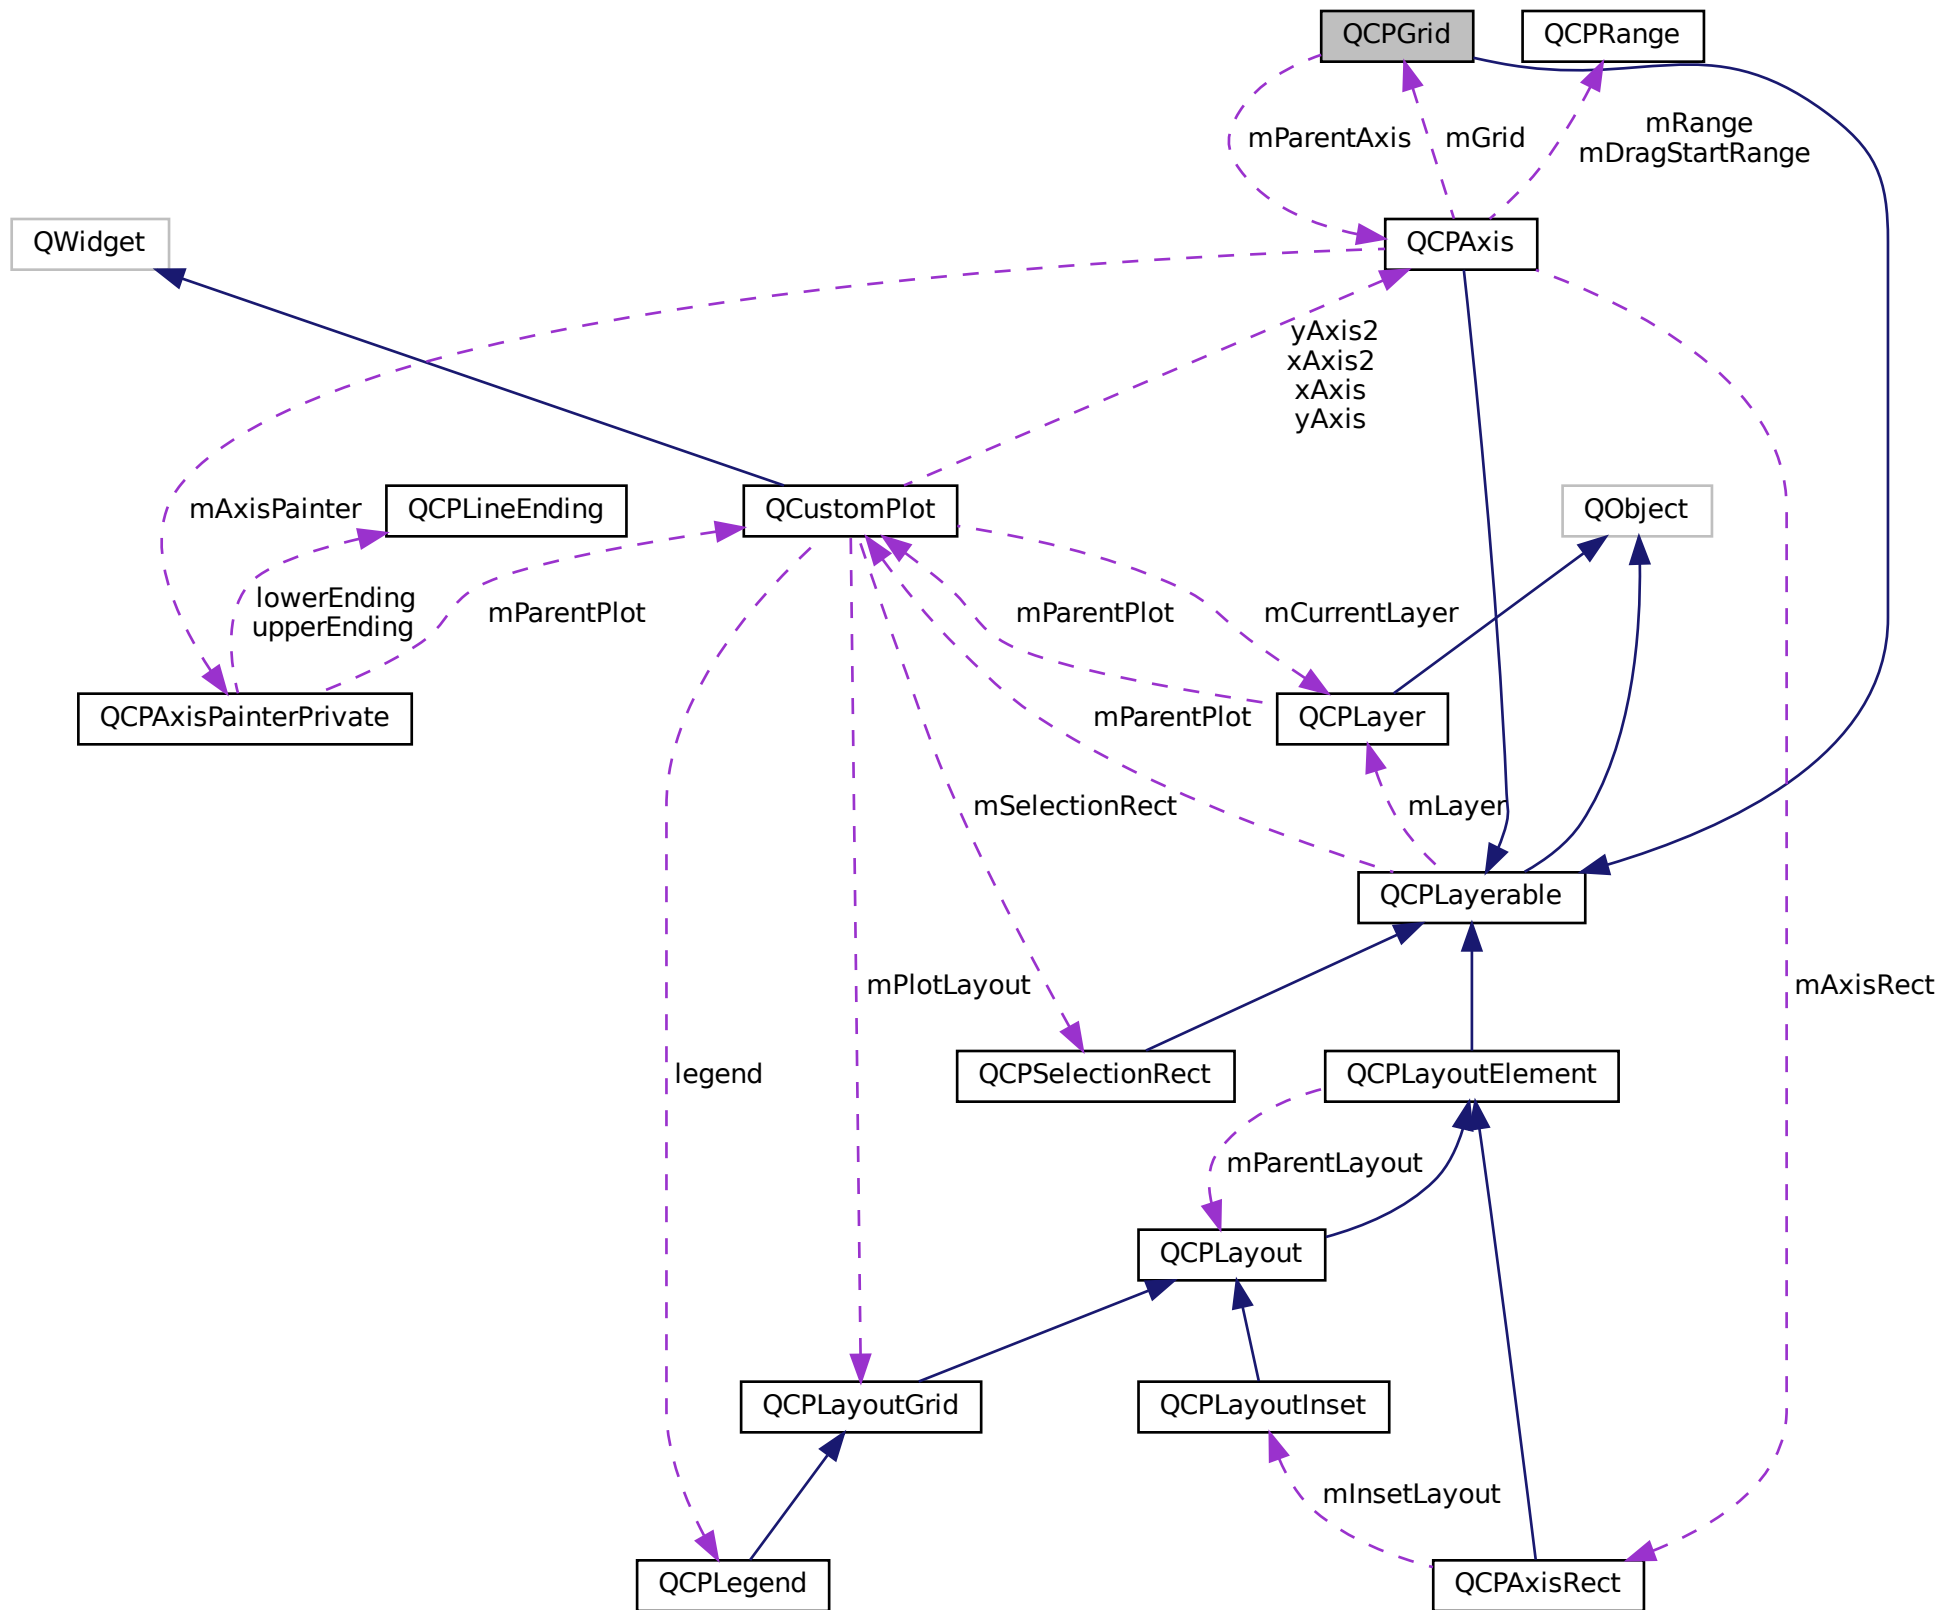 QCPGrid
QCPRange
mParentAxis
mGrid
mRange
mDragStartRange
QWidget
QCPAxis
yAxis2
xAxis2
xAxis
yAxis
mAxisPainter
QCPLineEnding
QCustomPlot
QObject
lowerEnding
upperEnding
mParentPlot
mParentPlot
mCurrentLayer
QCPAxisPainterPrivate
mParentPlot
QCPLayer
mSelectionRect
mLayer
QCPLayerable
mPlotLayout
mAxisRect
legend
QCPSelectionRect
QCPLayoutElement
mParentLayout
QCPLayout
QCPLayoutGrid
QCPLayoutInset
mInsetLayout
QCPLegend
QCPAxisRect